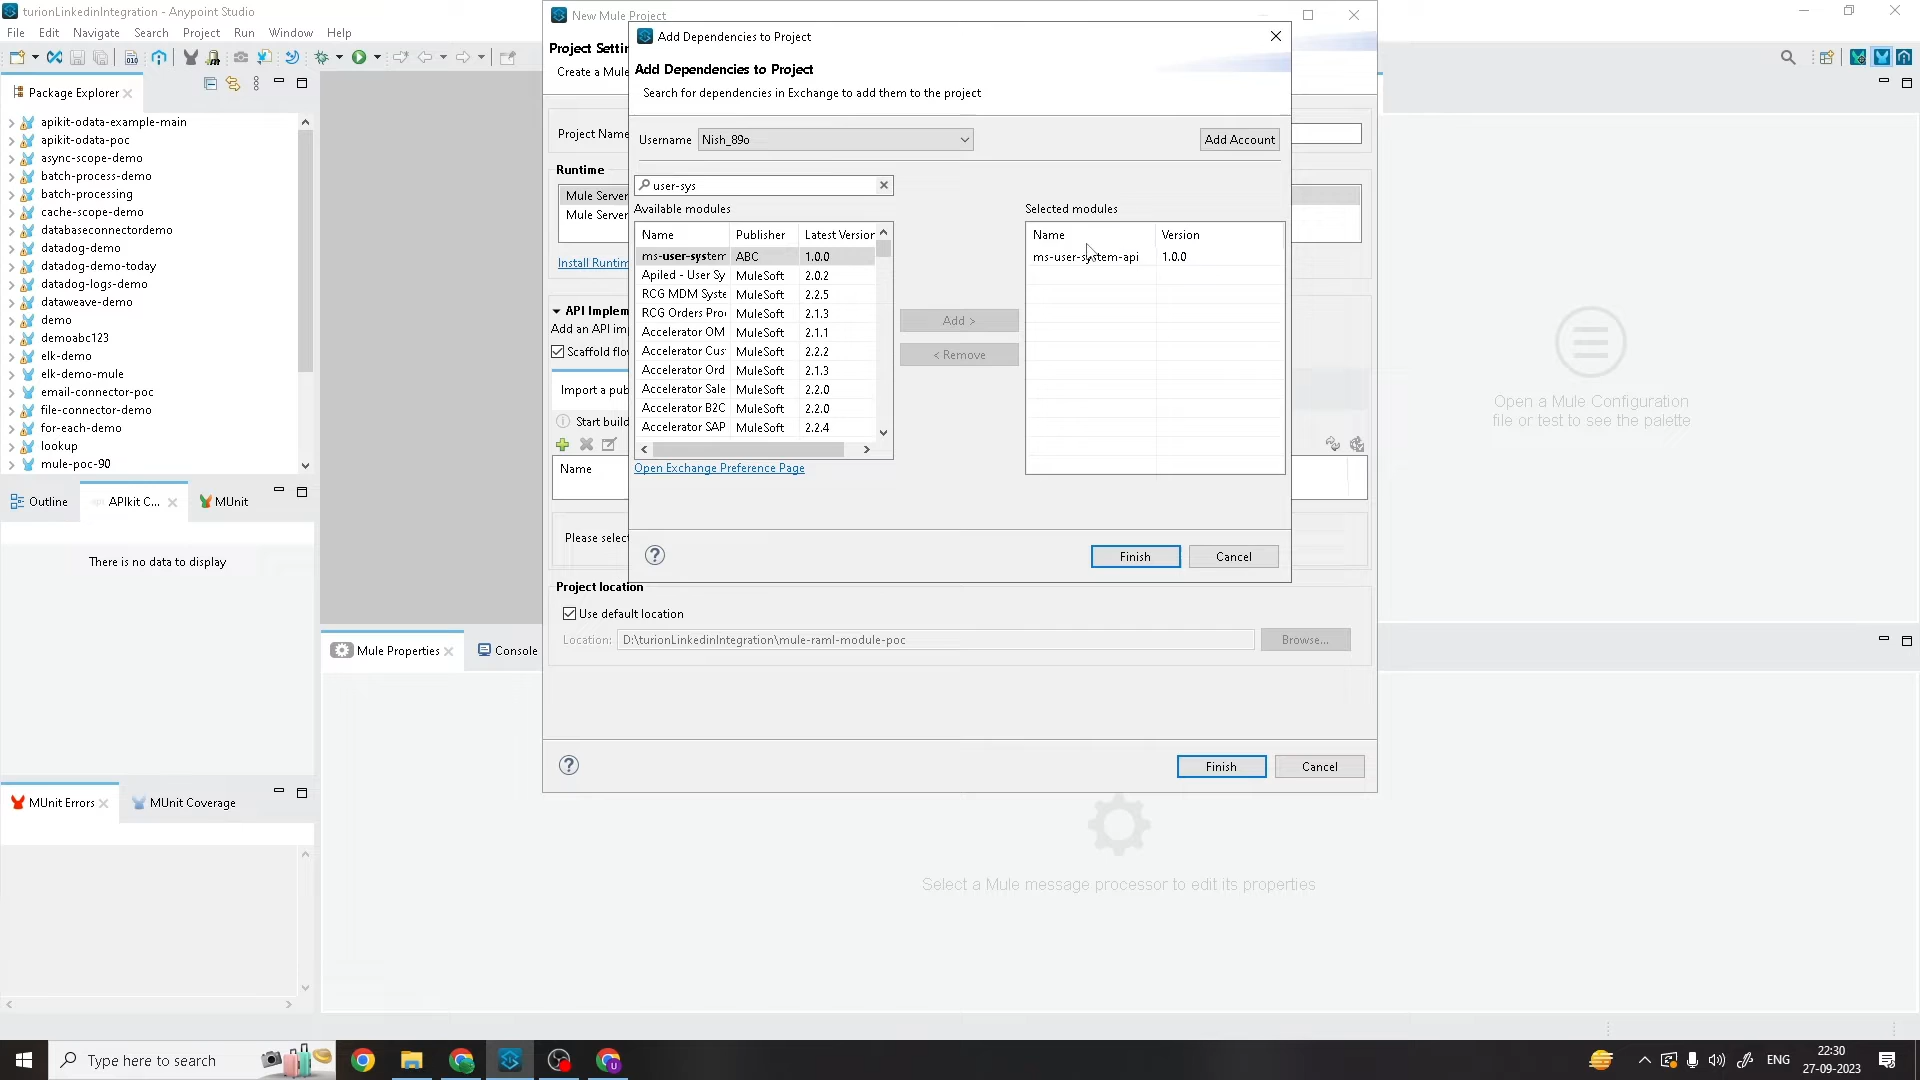 turionLinkedinIntegration - Anypoint Studio
File Edit Navigate Search Project Run Window Help
Package Explorer
apikit-odata-example-main
apikit-odata-poc
async-scope-demo
batch-process-demo
batch-processing
cache-scope-demo
databaseconnectordemo
datadog-demo
datadog-demo-today
datadog-logs-demo
dataweave-demo
demo
demoabc123
elk-demo
elk-demo-mule
email-connector-poc
file-connector-demo
for-each-demo
lookup
mule-poc-90
Outline APIkit C... MUnit
There is no data to display
MUnit Errors MUnit Coverage
New Mule Project
Project Settin
Create a Mule
Project Name
Runtime
Mule Server
Mule Server
Install Runtim
API Implem
Add an API im
Scaffold flo
Import a pub
Start build
Name
Please select
Project location
Use default location
Location: D:\turionLinkedinIntegration\mule-raml-module-poc Browse...
Finish Cancel
Add Dependencies to Project
Add Dependencies to Project
Search for dependencies in Exchange to add them to the project
Username Nish_89o Add Account
user-sys
Available modules
Name Publisher Latest Version
ms-user-system ABC 1.0.0
Apiled - User Sy MuleSoft 2.0.2
RCG MDM Syste MuleSoft 2.2.5
RCG Orders Pro MuleSoft 2.1.3
Accelerator OM MuleSoft 2.1.1
Accelerator Cus MuleSoft 2.2.2
Accelerator Ord MuleSoft 2.1.3
Accelerator Sale MuleSoft 2.2.0
Accelerator B2C MuleSoft 2.2.0
Accelerator SAP MuleSoft 2.2.4
Open Exchange Preference Page
Add >
< Remove
Selected modules
Name Version
ms-user-system-api 1.0.0
Finish Cancel
Open a Mule Configuration
file or test to see the palette
Mule Properties Console
Select a Mule message processor to edit its properties
Type here to search
ENG
22:30
27-09-2023